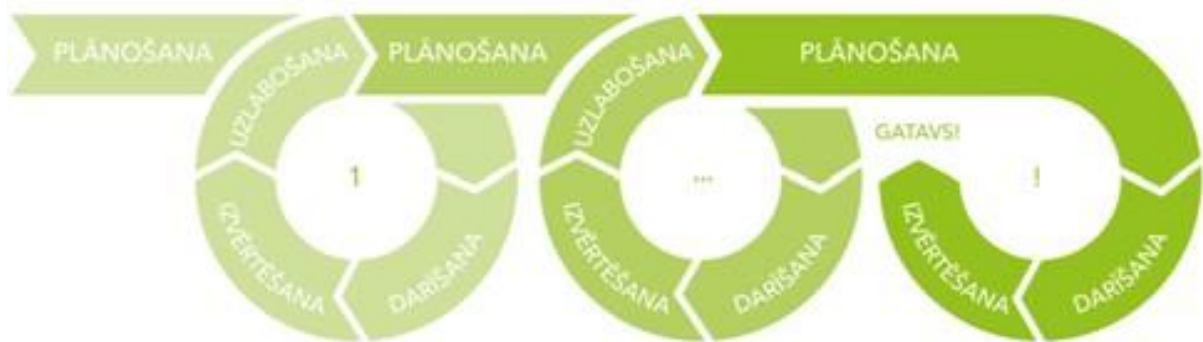 PLĀNOŠANA
UZLABOŠANA
PLĀNOŠANA
UZLABOŠANA
PLĀNOŠANA
GATAVS!
1
...
!
IZVĒRTĒŠANA
DARĪŠANA
IZVĒRTĒŠANA
DARĪŠANA
IZVĒRTĒŠANA
DARĪŠANA